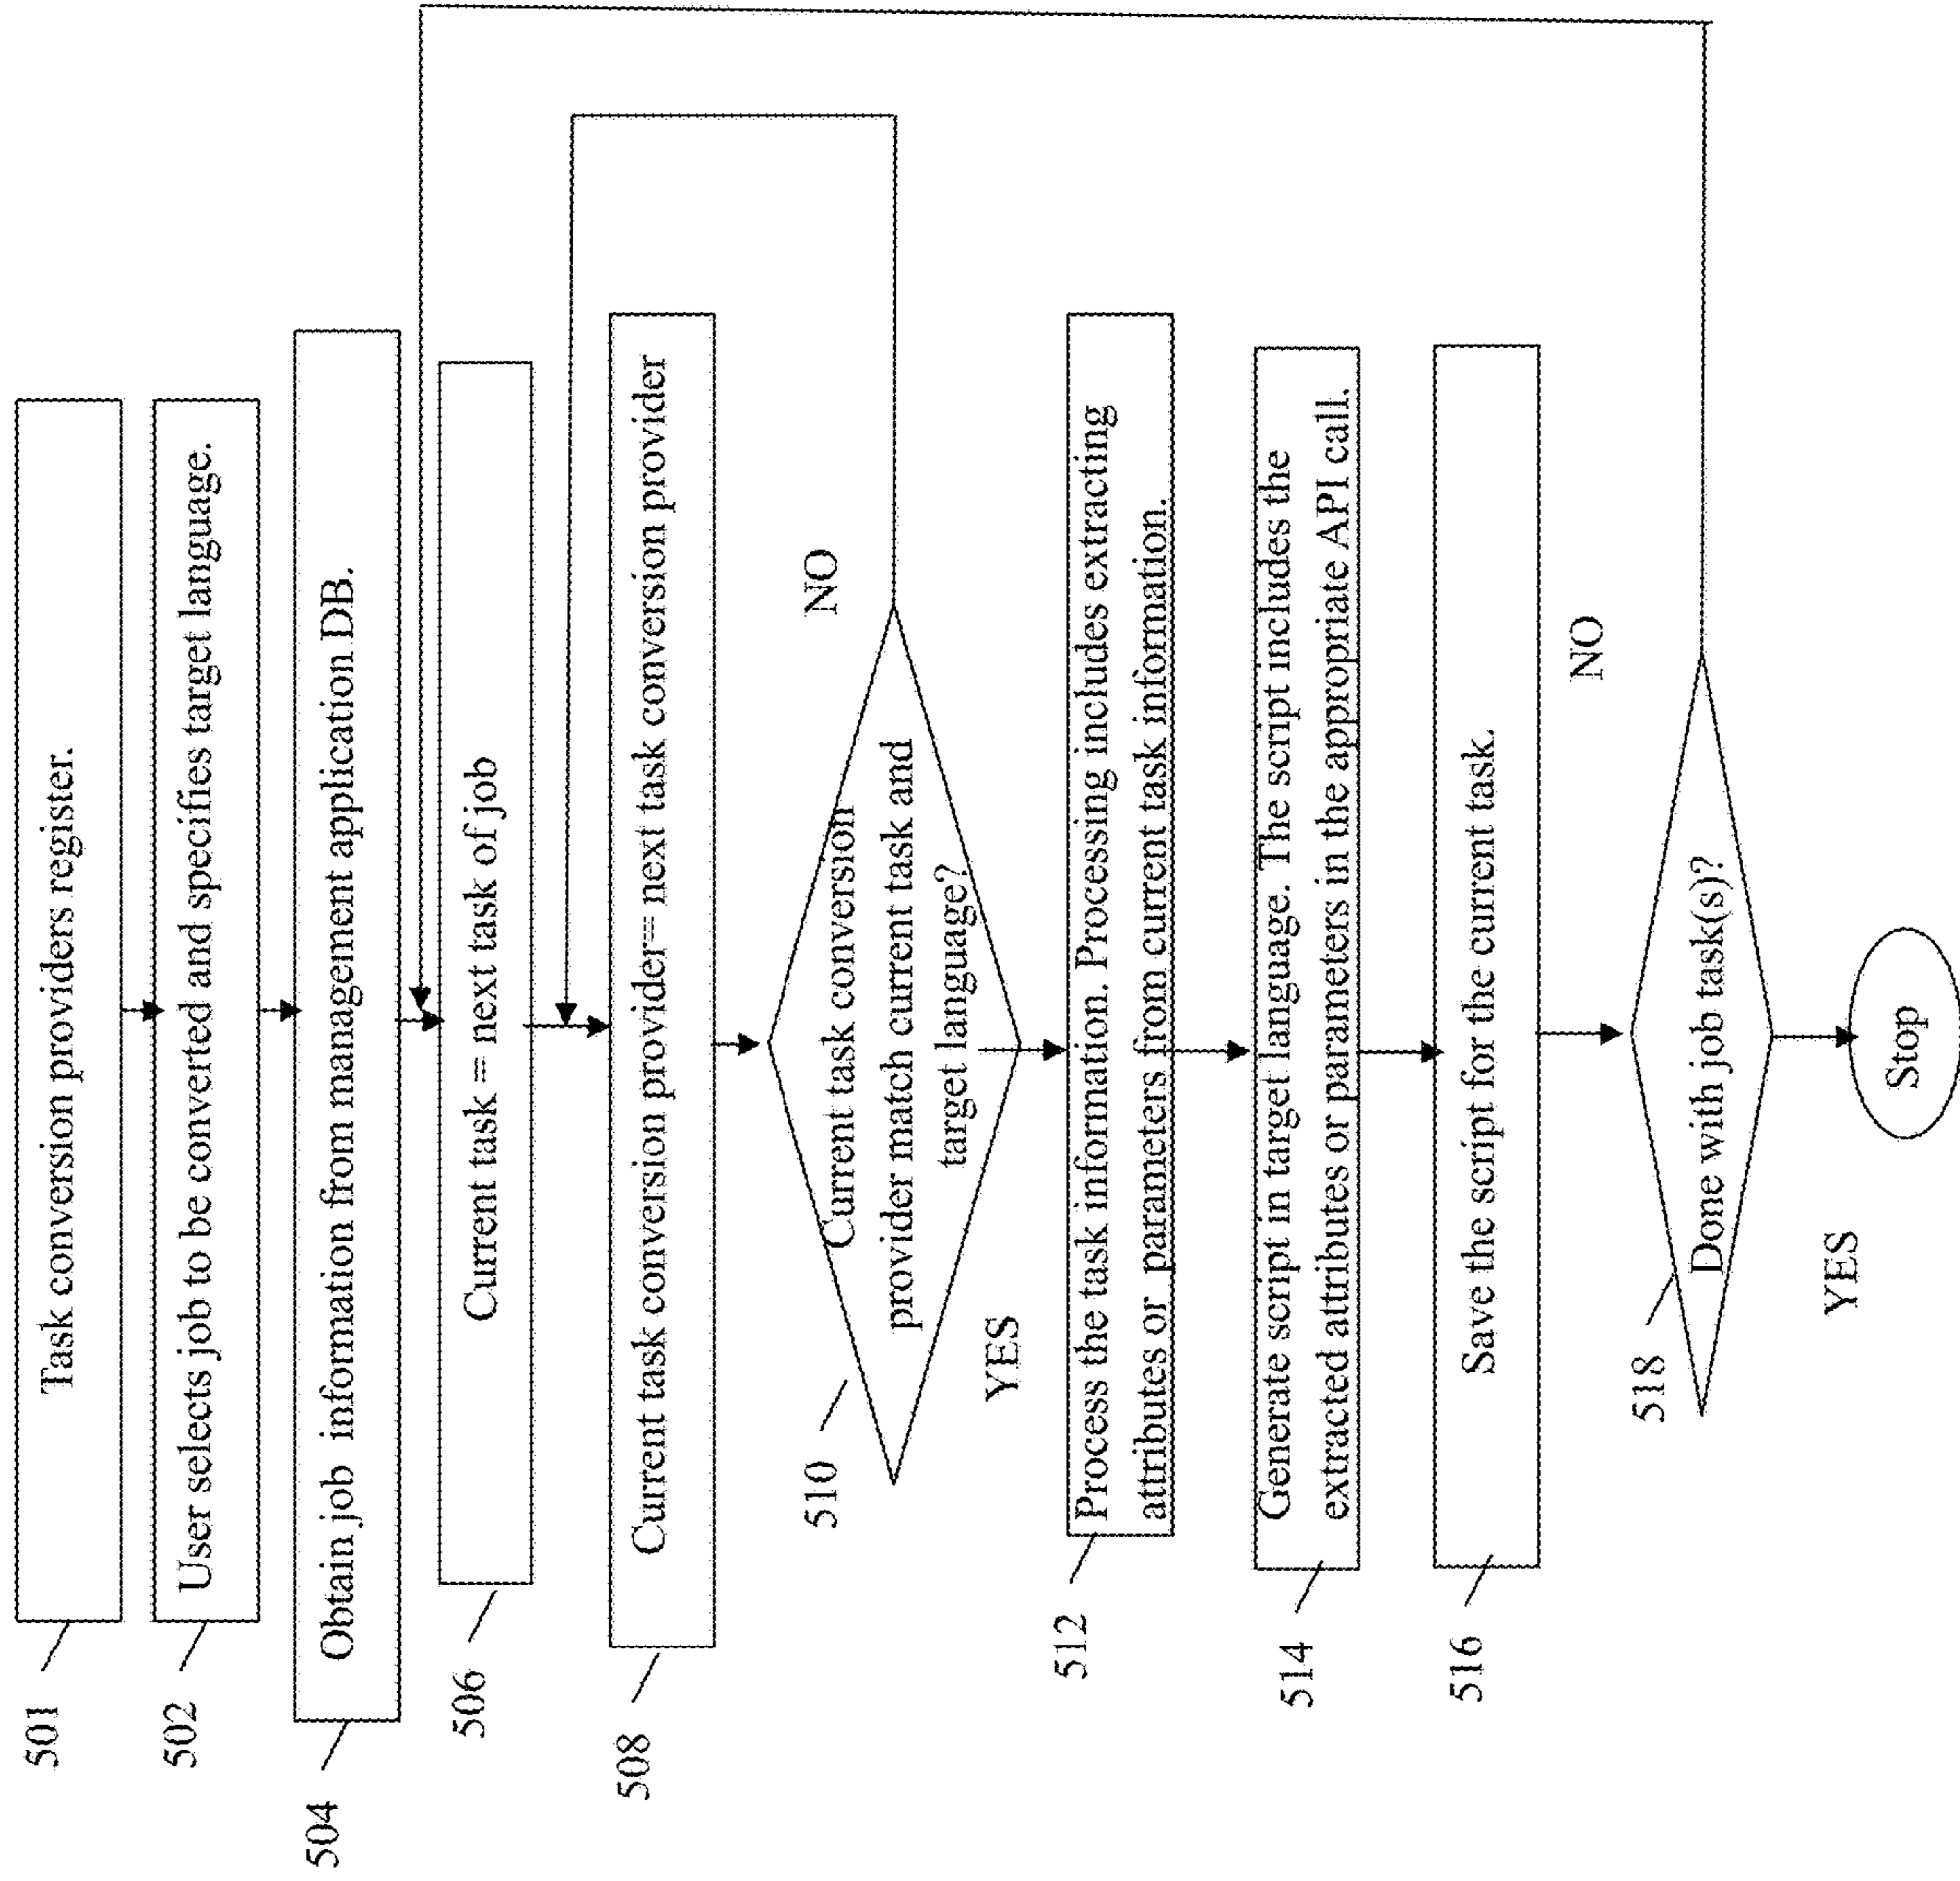 501
Task conversion providers register.
502
User selects job to be converted and specifies target language.
504
Obtain job information from management application DB.
506
Current task = next task of job
508
Current task conversion provider= next task conversion provider
510
Current task conversion
provider match current task and
target language?
NO
YES
512
Process the task information. Processing includes extracting
attributes or parameters from current task information.
514
Generate script in target language. The script includes the
extracted attributes or parameters in the appropriate API call.
516
Save the script for the current task.
518
Done with job task(s)?
NO
YES
Stop